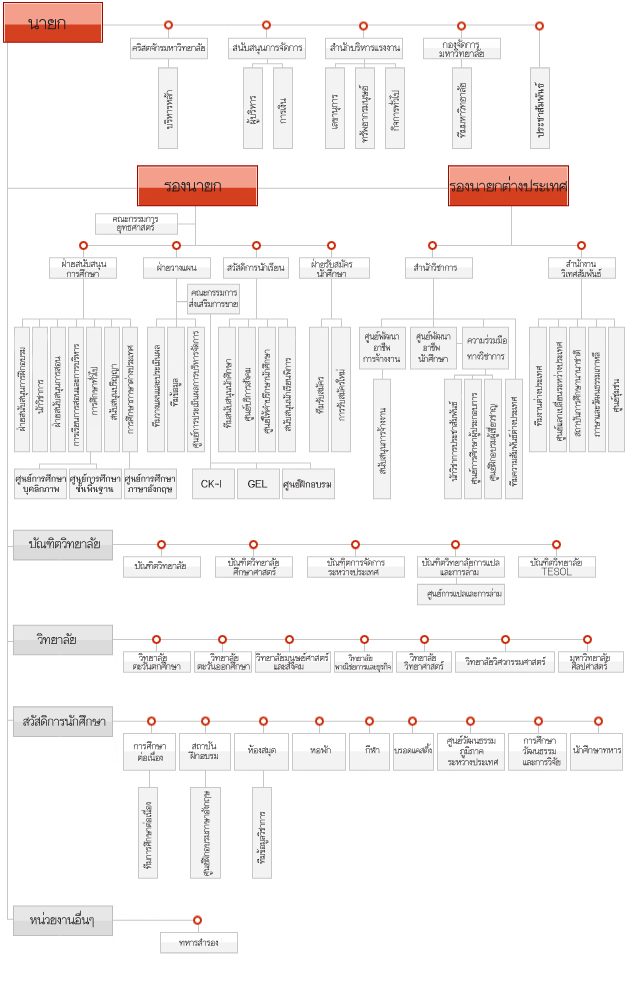 นายก
คริสตจักรมหาวิทยาลัย
สนับสนุนการจัดการ
สำนักบริหารแรงงาน
กองจัดการ
มหาวิทยาลัย
บริหารหลัก
ผู้บริหาร
การเงิน
เลขานุการ
ทรัพยากรมนุษย์
กิจการทั่วไป
ทีมมหาวิทยาลัย
ประชาสัมพันธ์
รองนายก
รองนายกต่างประเทศ
คณะกรรมการ
ยุทธศาสตร์
ฝ่ายสนับสนุน
การศึกษา
ฝ่ายวางแผน
สวัสดิการนักเรียน
ฝ่ายรับสมัคร
นักศึกษา
สำนักวิชาการ
สำนักงาน
วิเทศสัมพันธ์
คณะกรรมการ
ส่งเสริมการขาย
ฝ่ายสนับสนุนการฝึกอบรม
นักวิชาการ
ฝ่ายสนับสนุนการสอน
การเรียนการสอนและการบริหาร
การศึกษาทั่วไป
สนับสนุนปริญญา
การศึกษาภาษาต่างประเทศ
ทีมวางแผนและประเมินผล
ทีมข้อมูล
ศูนย์การประเมินผลการบริหารจัดการ
ทีมสนับสนุนนักศึกษา
ศูนย์บริการสังคม
ศูนย์ให้คำปรึกษานักศึกษา
สนับสนุนนักเรียนพิการ
ทีมรับสมัคร
การรับสมัครใหม่
ศูนย์พัฒนา
อาชีพ
การจ้างงาน
ศูนย์พัฒนา
อาชีพ
นักศึกษา
ความร่วมมือ
ทางวิชาการ
สนับสนุนการจ้างงาน
นักวิชาการประชาสัมพันธ์
ศูนย์การศึกษาผู้ประกอบการ
ศูนย์ฝึกอบรมผู้เชี่ยวชาญ
ทีมความสัมพันธ์ต่างประเทศ
ทีมงานต่างประเทศ
ศูนย์แลกเปลี่ยนระหว่างประเทศ
สถาบันการศึกษานานาชาติ
ภาษาและวัฒนธรรมเกาหลี
ศูนย์ชุมชน
ศูนย์การศึกษา
บุคลิกภาพ
ศูนย์การศึกษา
ขั้นพื้นฐาน
ศูนย์การศึกษา
ภาษาอังกฤษ
CK-I
GEL
ศูนย์ฝึกอบรม
บัณฑิตวิทยาลัย
บัณฑิตวิทยาลัย
บัณฑิตวิทยาลัย
ศึกษาศาสตร์
บัณฑิตการจัดการ
ระหว่างประเทศ
บัณฑิตวิทยาลัยการแปล
และการล่าม
บัณฑิตวิทยาลัย
TESOL
ศูนย์การแปลและการล่าม
วิทยาลัย
วิทยาลัย
ตะวันตกศึกษา
วิทยาลัย
ตะวันออกศึกษา
วิทยาลัยมนุษย์ศาสตร์
และสังคม
วิทยาลัย
พาณิชยการและธุรกิจ
วิทยาลัย
วิทยาศาสตร์
วิทยาลัยวิศวกรรมศาสตร์
มหาวิทยาลัย
ศิลปศาสตร์
สวัสดิการนักศึกษา
การศึกษา
ต่อเนื่อง
สถาบัน
ฝึกอบรม
ห้องสมุด
หอพัก
กีฬา
บรอดแคสติ้ง
ศูนย์วัฒนธรรม
ภูมิภาค
ระหว่างประเทศ
การศึกษา
วัฒนธรรม
และการวิจัย
นักศึกษาทหาร
ทีมการศึกษาต่อเนื่อง
ศูนย์ฝึกอบรมภาษาอังกฤษ
ทีมข้อมูลวิชาการ
หน่วยงานอื่นๆ
ทหารสำรอง